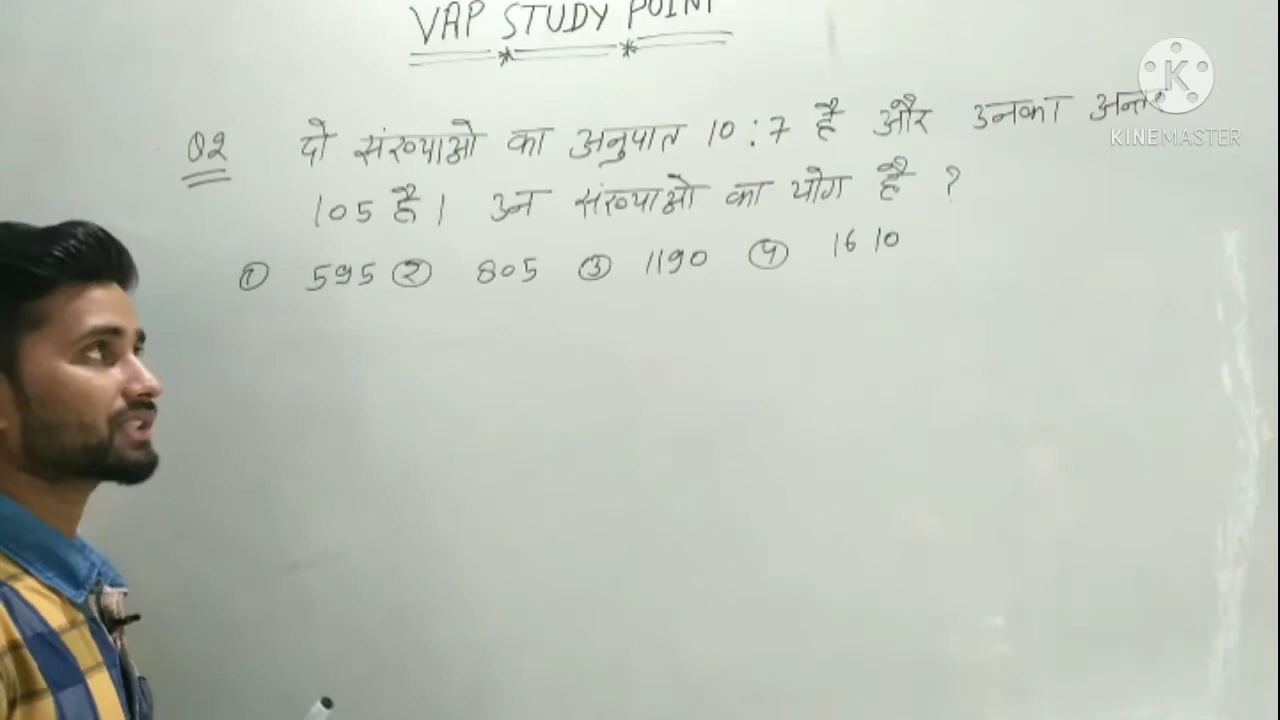 VAP STUDY POINT
Q2 दो संख्याओ का अनुपात 10 : 7 है और उनका अन्तर
105 है। उन संख्याओ का योग है ?
① 595 ② 805 ③ 1190 ④ 1610
K
KINEMASTER